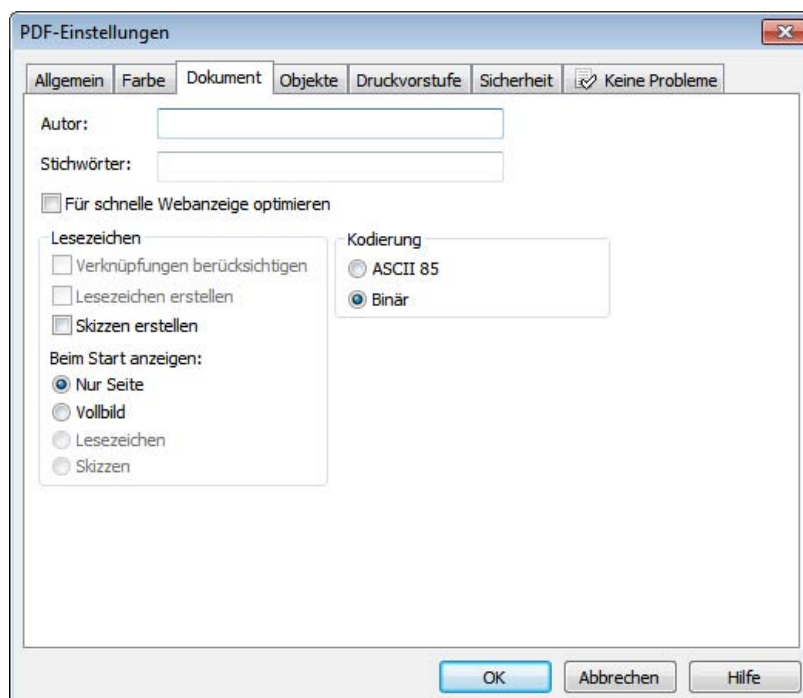 PDF-Einstellungen
Allgemein Farbe Dokument Objekte Druckvorstufe Sicherheit Keine Probleme
Autor:
Stichwörter:
Für schnelle Webanzeige optimieren
Lesezeichen
Verknüpfungen berücksichtigen
Lesezeichen erstellen
Skizzen erstellen
Beim Start anzeigen:
Nur Seite
Vollbild
Lesezeichen
Skizzen
Kodierung
ASCII 85
Binär
OK Abbrechen Hilfe